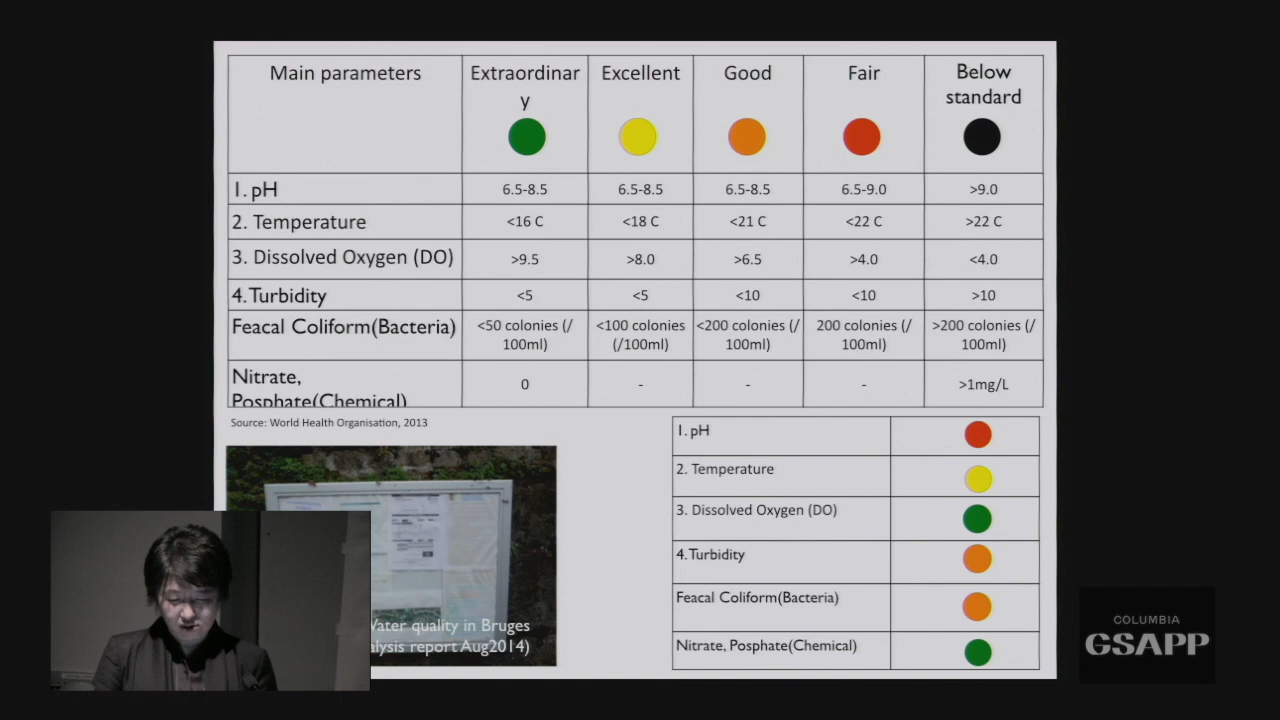 Main parameters
Extraordinar
y
Excellent
Good
Fair
Below
standard
1. pH
6.5-8.5
6.5-8.5
6.5-8.5
6.5-9.0
>9.0
2. Temperature
<16 C
<18 C
<21 C
<22 C
>22 C
3. Dissolved Oxygen (DO)
>9.5
>8.0
>6.5
>4.0
<4.0
4.Turbidity
<5
<5
<10
<10
>10
Feacal Coliform(Bacteria)
<50 colonies (/
100ml)
<100 colonies
(/100ml)
<200 colonies (/
100ml)
200 colonies (/
100ml)
>200 colonies (/
100ml)
Nitrate,
Posphate(Chemical)
0
-
-
-
>1mg/L
Source: World Health Organisation, 2013
1. pH
2. Temperature
3. Dissolved Oxygen (DO)
4.Turbidity
Feacal Coliform(Bacteria)
Nitrate, Posphate(Chemical)
Water quality in Bruges
report Aug2014)
COLUMBIA
GSAPP